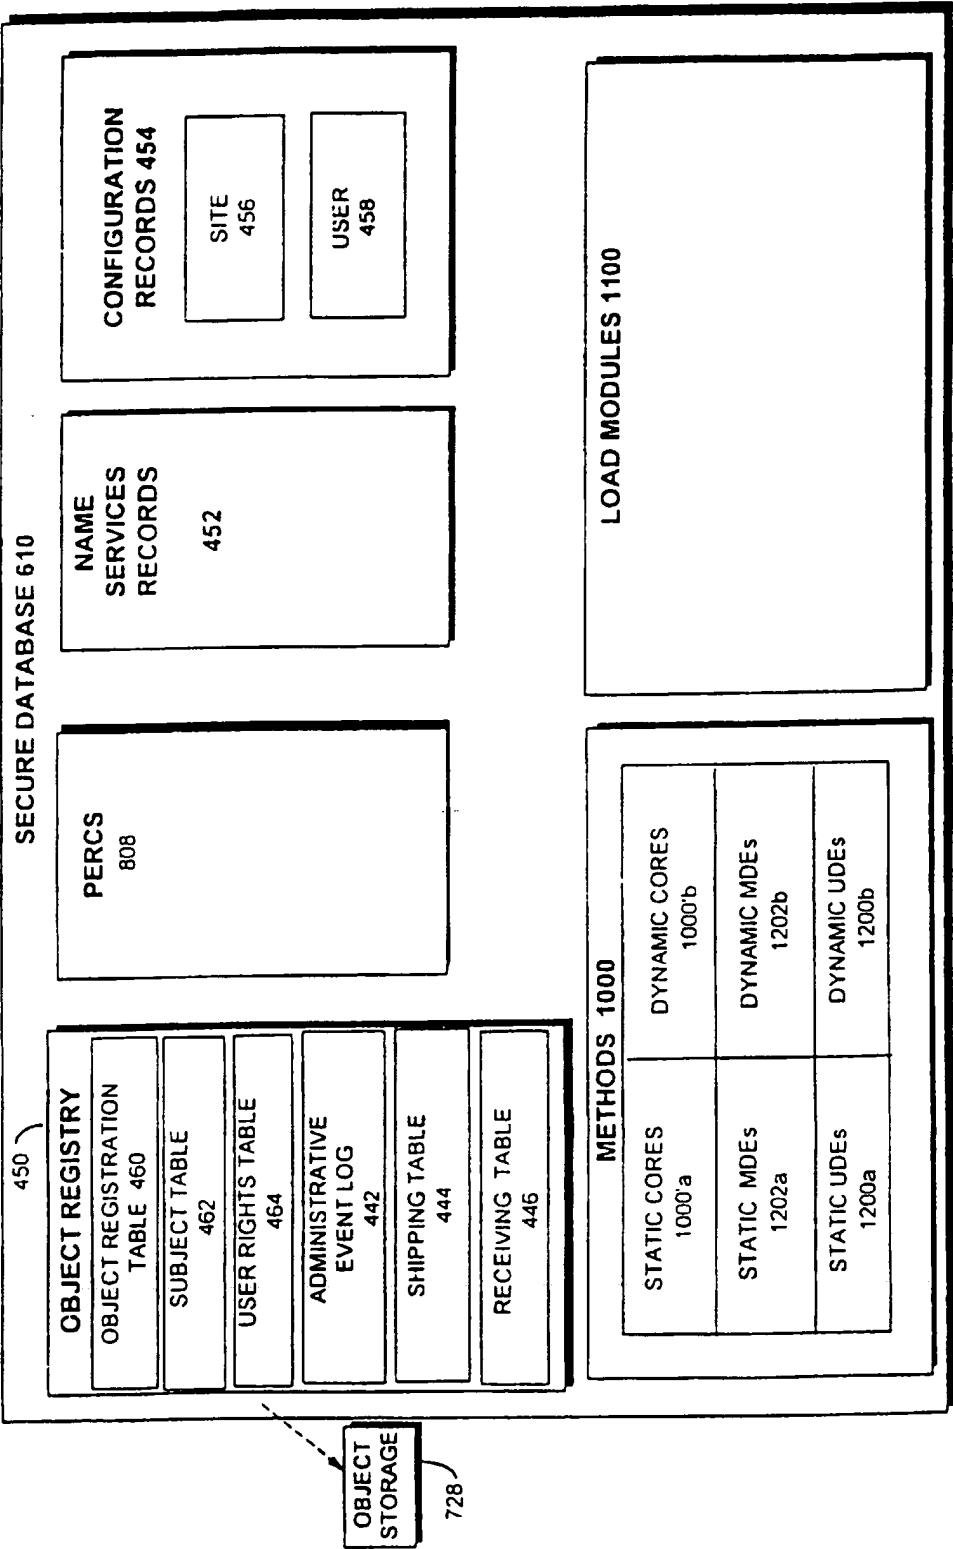 SECURE DATABASE 610
450
OBJECT REGISTRY
OBJECT REGISTRATION
TABLE 460
SUBJECT TABLE
462
USER RIGHTS TABLE
464
ADMINISTRATIVE
EVENT LOG
442
SHIPPING TABLE
444
RECEIVING TABLE
446
PERCS
808
NAME
SERVICES
RECORDS
452
CONFIGURATION
RECORDS 454
SITE
456
USER
458
OBJECT
STORAGE
728
METHODS 1000
STATIC CORES
1000'a
DYNAMIC CORES
1000'b
STATIC MDEs
1202a
DYNAMIC MDEs
1202b
STATIC UDEs
1200a
DYNAMIC UDEs
1200b
LOAD MODULES 1100